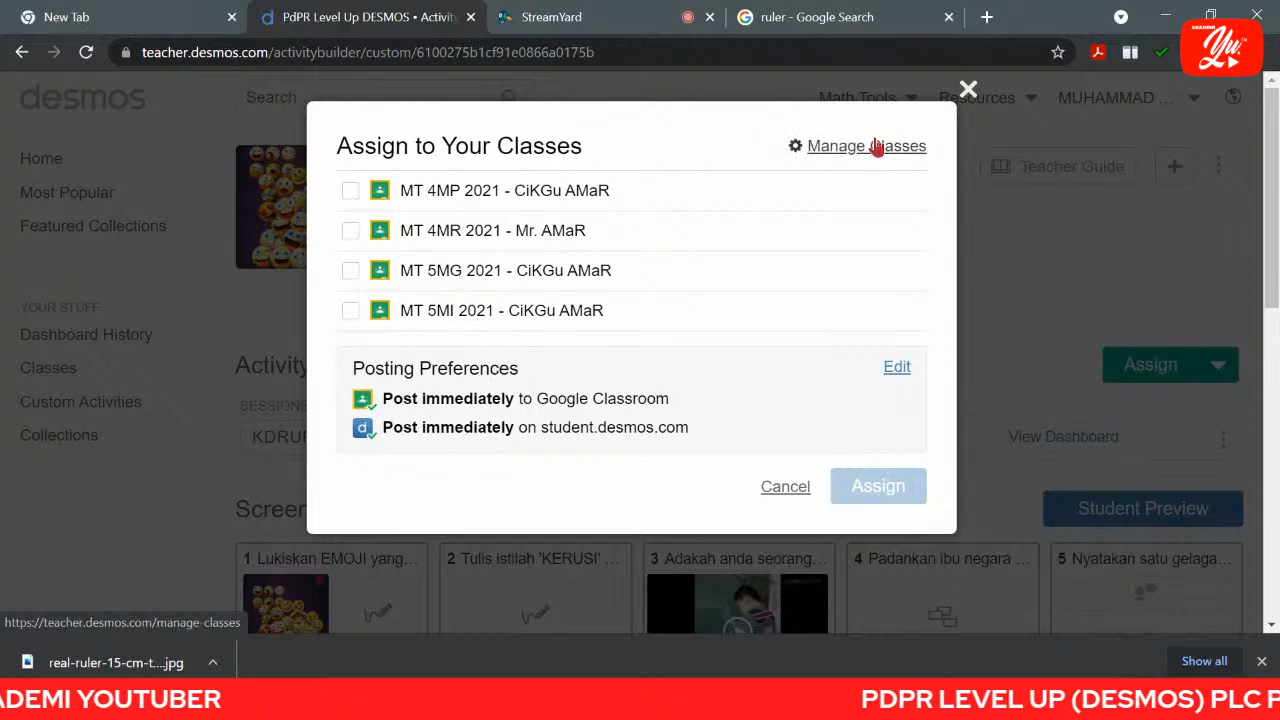 New Tab
PdPR Level Up DESMOS • Activity
StreamYard
ruler - Google Search
teacher.desmos.com/activitybuilder/custom/6100275b1cf91e0866a0175b
AKADEMI
Yu
desmos
Search
Math Tools
Resources
MUHAMMAD ...
Home
Most Popular
Featured Collections
Teacher Guide
Assign to Your Classes
Manage Classes
MT 4MP 2021 - CiKGu AMaR
MT 4MR 2021 - Mr. AMaR
MT 5MG 2021 - CiKGu AMaR
MT 5MI 2021 - CiKGu AMaR
YOUR STUFF
Dashboard History
Classes
Custom Activities
Collections
Activity
Assign
SESSIONS
KDRUF
View Dashboard
Posting Preferences
Edit
Post immediately to Google Classroom
Post immediately on student.desmos.com
Cancel
Assign
Screen
Student Preview
1 Lukiskan EMOJI yang...
2 Tulis istilah 'KERUSI' ...
3 Adakah anda seorang...
4 Padankan ibu negara ...
5 Nyatakan satu gelaga...
https://teacher.desmos.com/manage-classes
real-ruler-15-cm-t....jpg
Show all
ADEMI YOUTUBER
PDPR LEVEL UP (DESMOS) PLC P